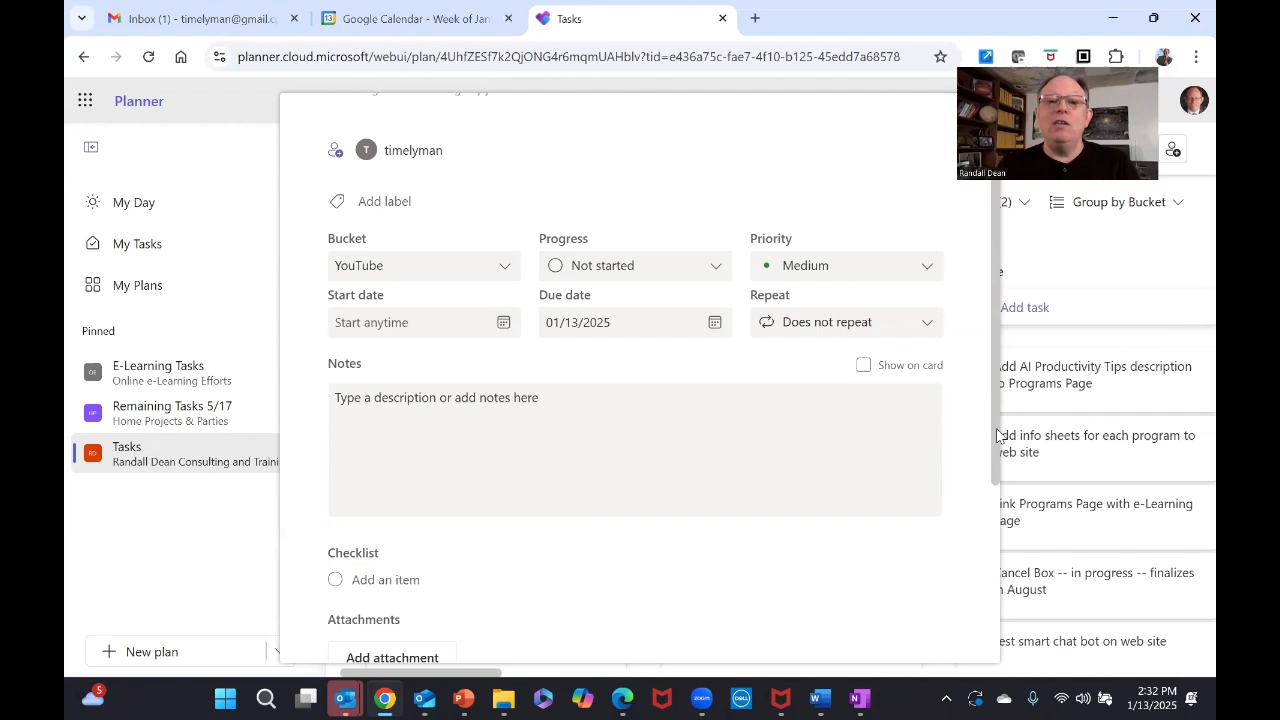 Inbox (1) - timelyman@gmail.c
Google Calendar - Week of Jan
Tasks
planner.cloud.microsoft/webui/plan/4UhfZESf7k2QjONG4r6mqmUAHblv?tid=e436a75c-fae7-4f10-b125-45edd7a68578
Planner
Randall Dean
T timelyman
My Day
Add label
(2)
Group by Bucket
My Tasks
Bucket
Progress
Priority
YouTube
Not started
Medium
My Plans
Start date
Due date
Repeat
Add task
Start anytime
01/13/2025
Does not repeat
Pinned
Notes
Show on card
E-Learning Tasks
Online e-Learning Efforts
dd AI Productivity Tips description
o Programs Page
Type a description or add notes here
Remaining Tasks 5/17
Home Projects & Parties
dd info sheets for each program to
eb site
Tasks
Randall Dean Consulting and Traini
ink Programs Page with e-Learning
age
Checklist
Add an item
ancel Box -- in progress -- finalizes
n August
Attachments
est smart chat bot on web site
New plan
Add attachment
5
2:32 PM
1/13/2025